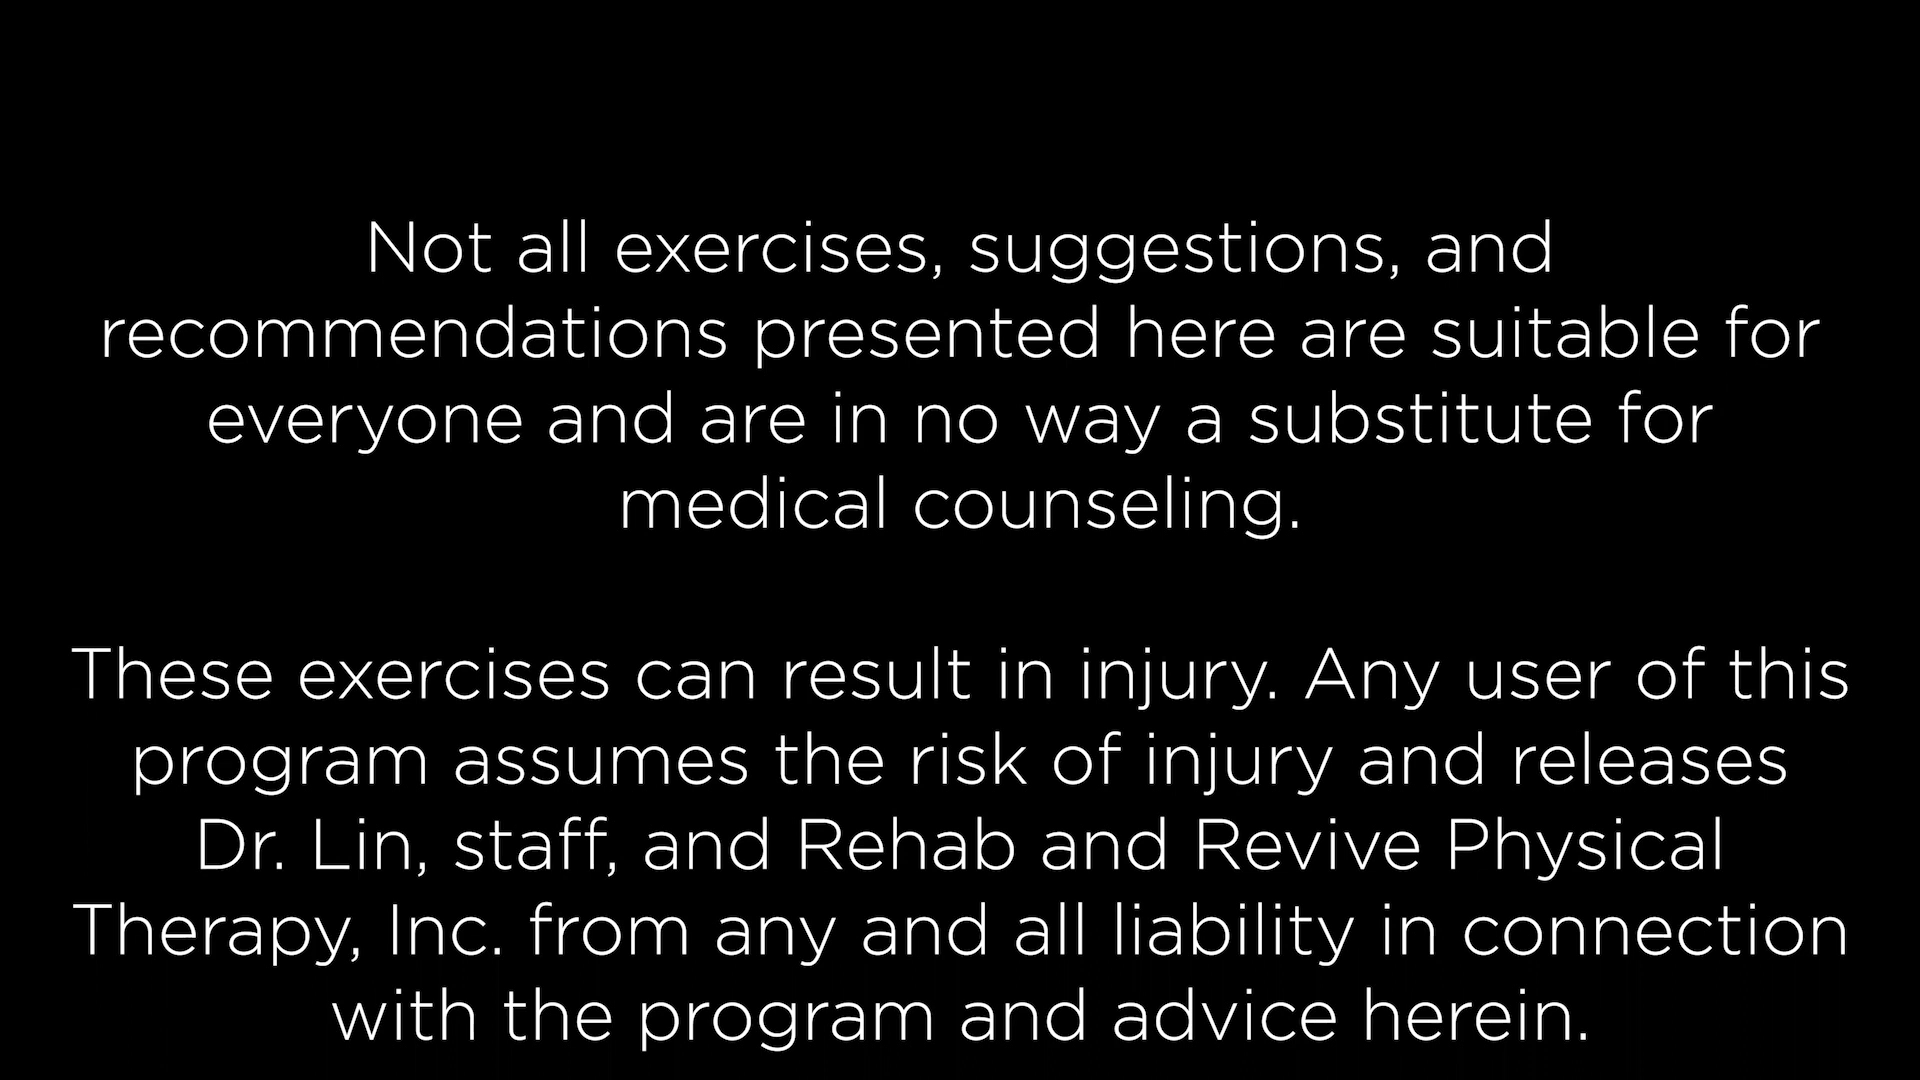 Not all exercises, suggestions, and
recommendations presented here are suitable for
everyone and are in no way a substitute for
medical counseling.
These exercises can result in injury. Any user of this
program assumes the risk of injury and releases
Dr. Lin, staff, and Rehab and Revive Physical
Therapy, Inc. from any and all liability in connection
with the program and advice herein.